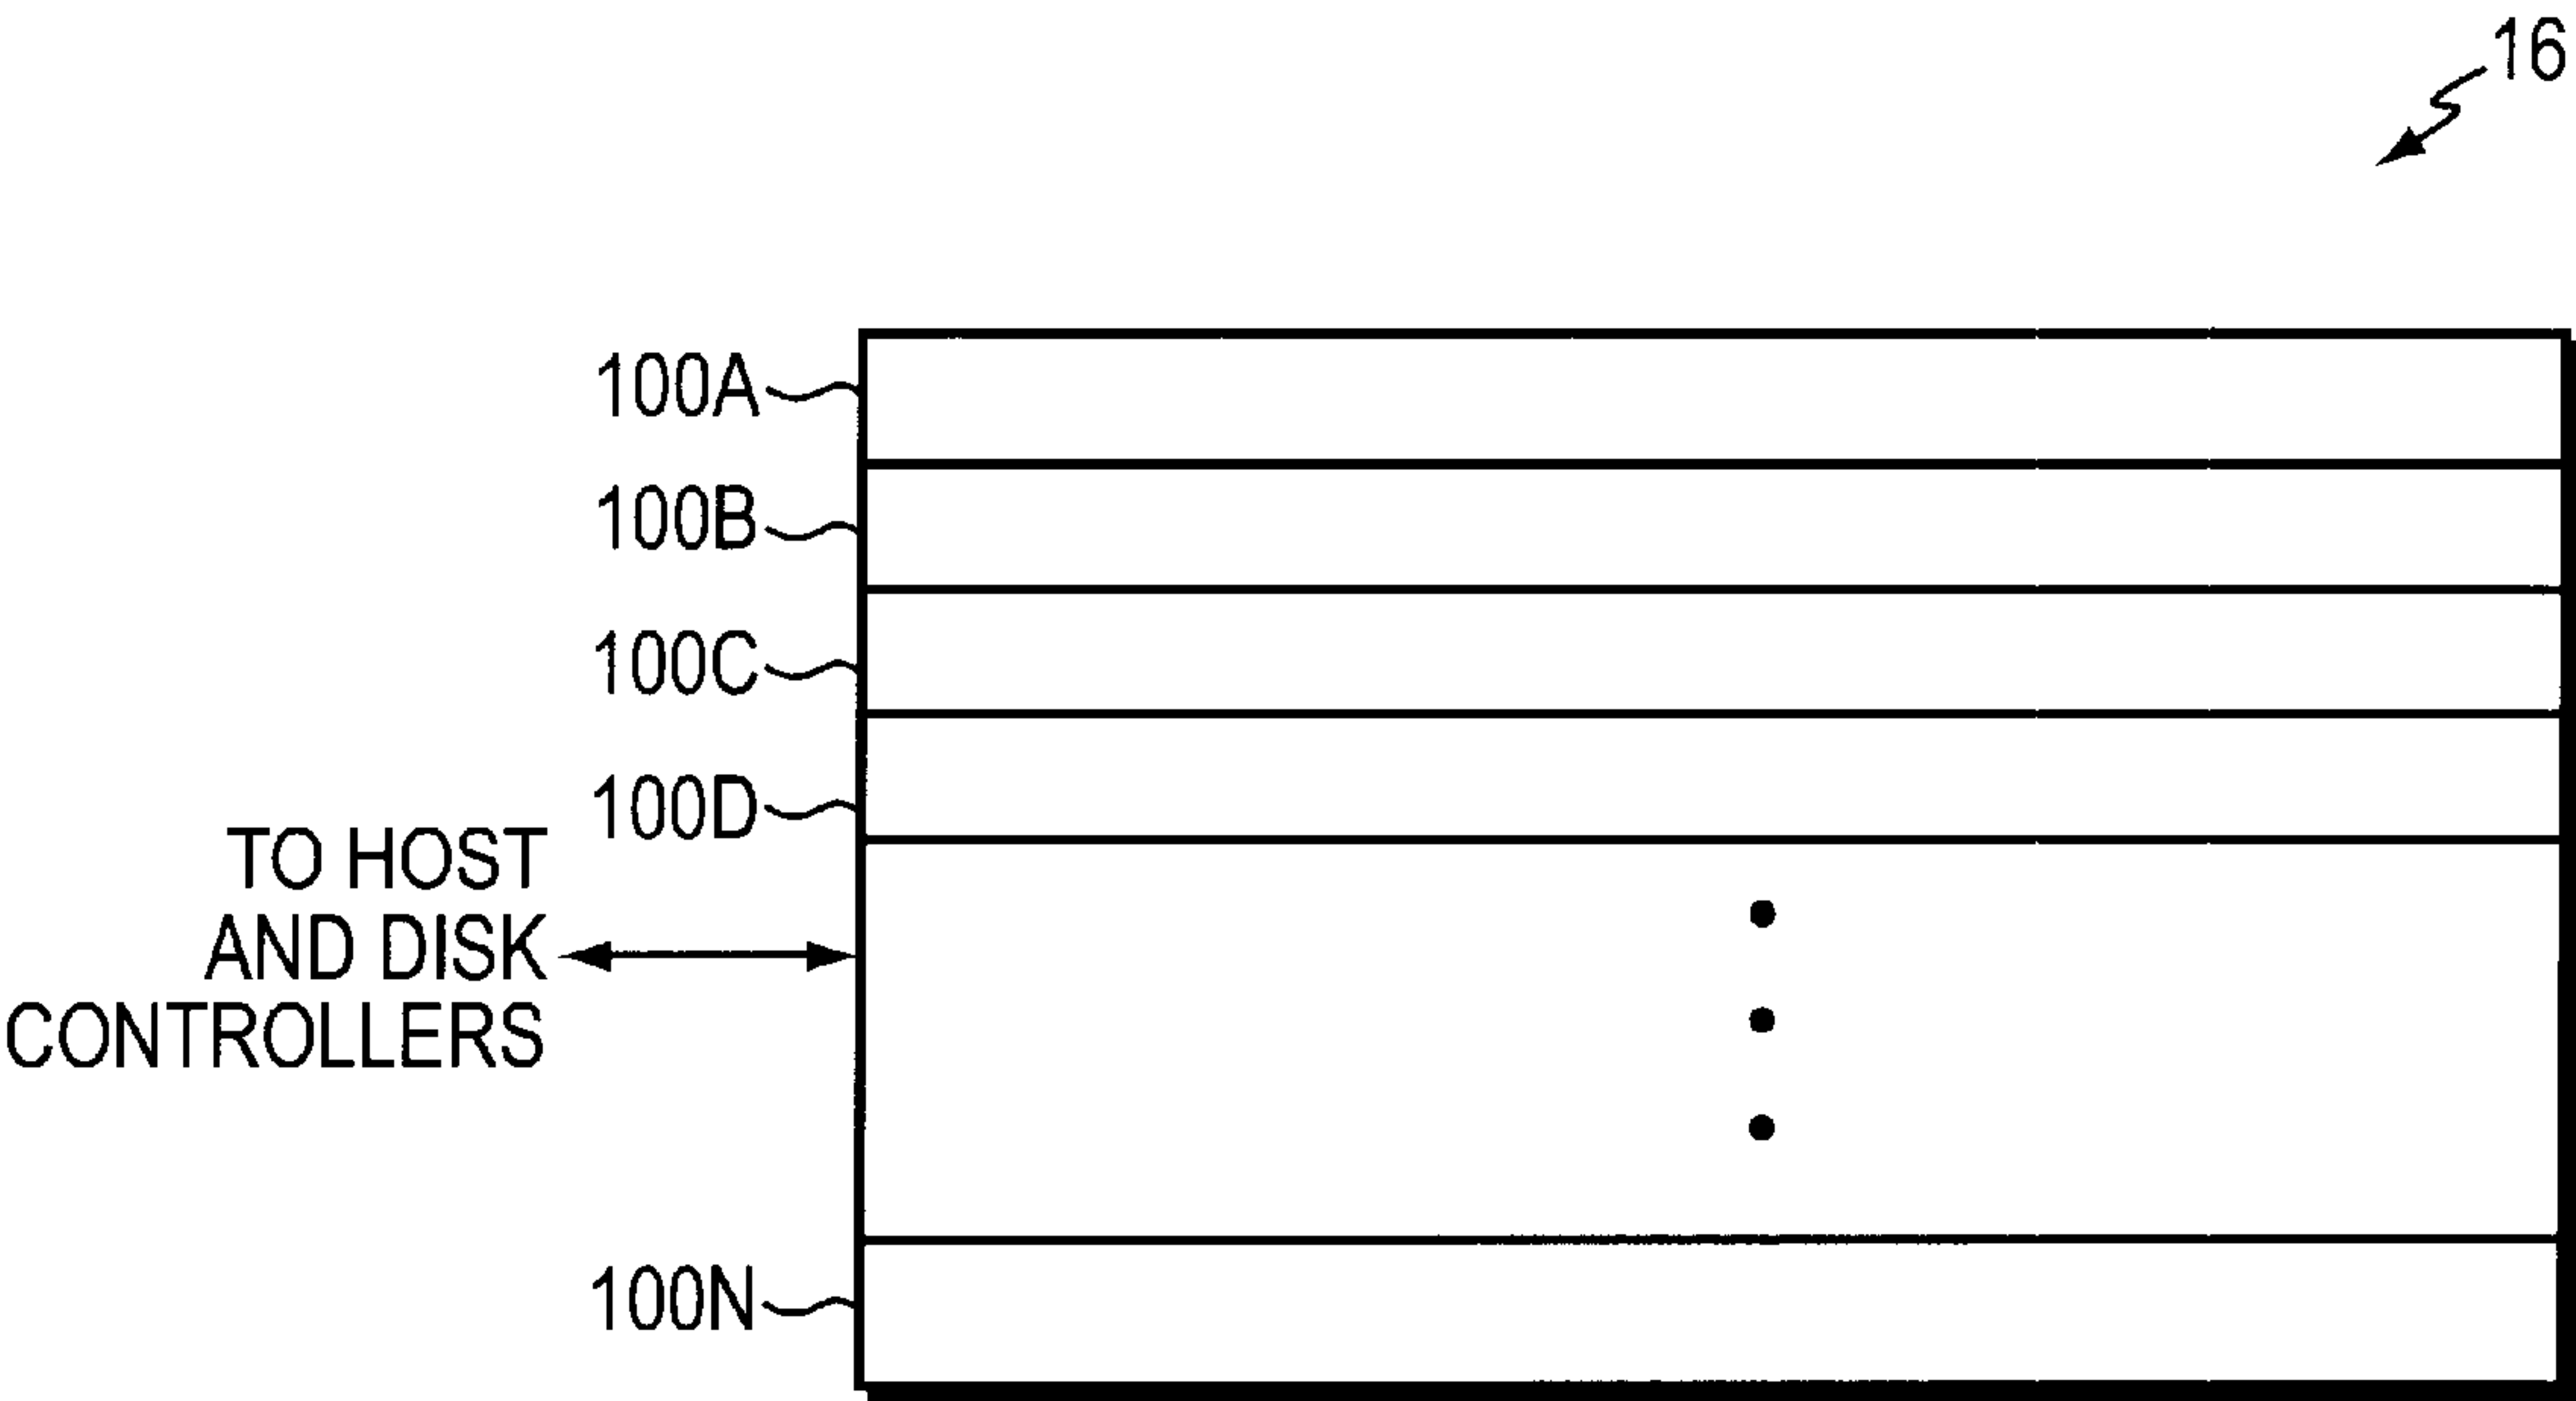 16
100A
100B
100C
100D
TO HOST
AND DISK
CONTROLLERS
100N